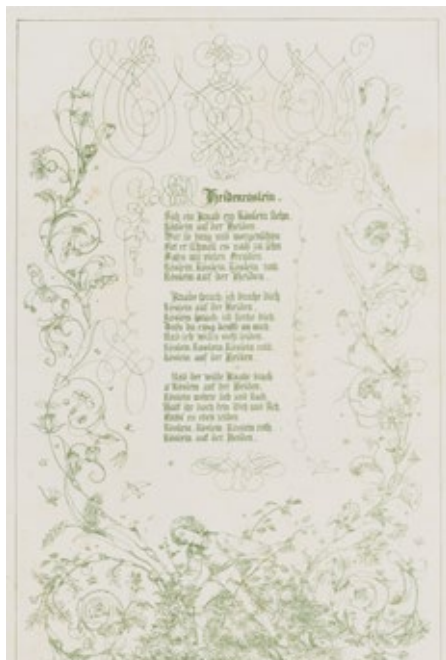 Heidenröslein.
Sah ein Knab ein Röslein stehn,
Röslein auf der Heiden,
War so jung und morgenschön,
Lief er schnell es nah zu sehn
Sahs mit vielen Freuden.
Röslein, Röslein, Röslein roth,
Röslein auf der Heiden.
Knabe sprach: ich breche dich
Röslein auf der Heiden,
Röslein sprach: ich steche dich,
Dass du ewig denkst an mich
Und ich wills nicht leiden.
Röslein, Röslein, Röslein roth,
Röslein auf der Heiden.
Und der wilde Knabe brach
s' Röslein auf der Heiden,
Röslein wehrte sich und stach,
Half ihr doch kein Weh und Ach,
Musst es eben leiden.
Röslein, Röslein, Röslein roth,
Röslein auf der Heiden.